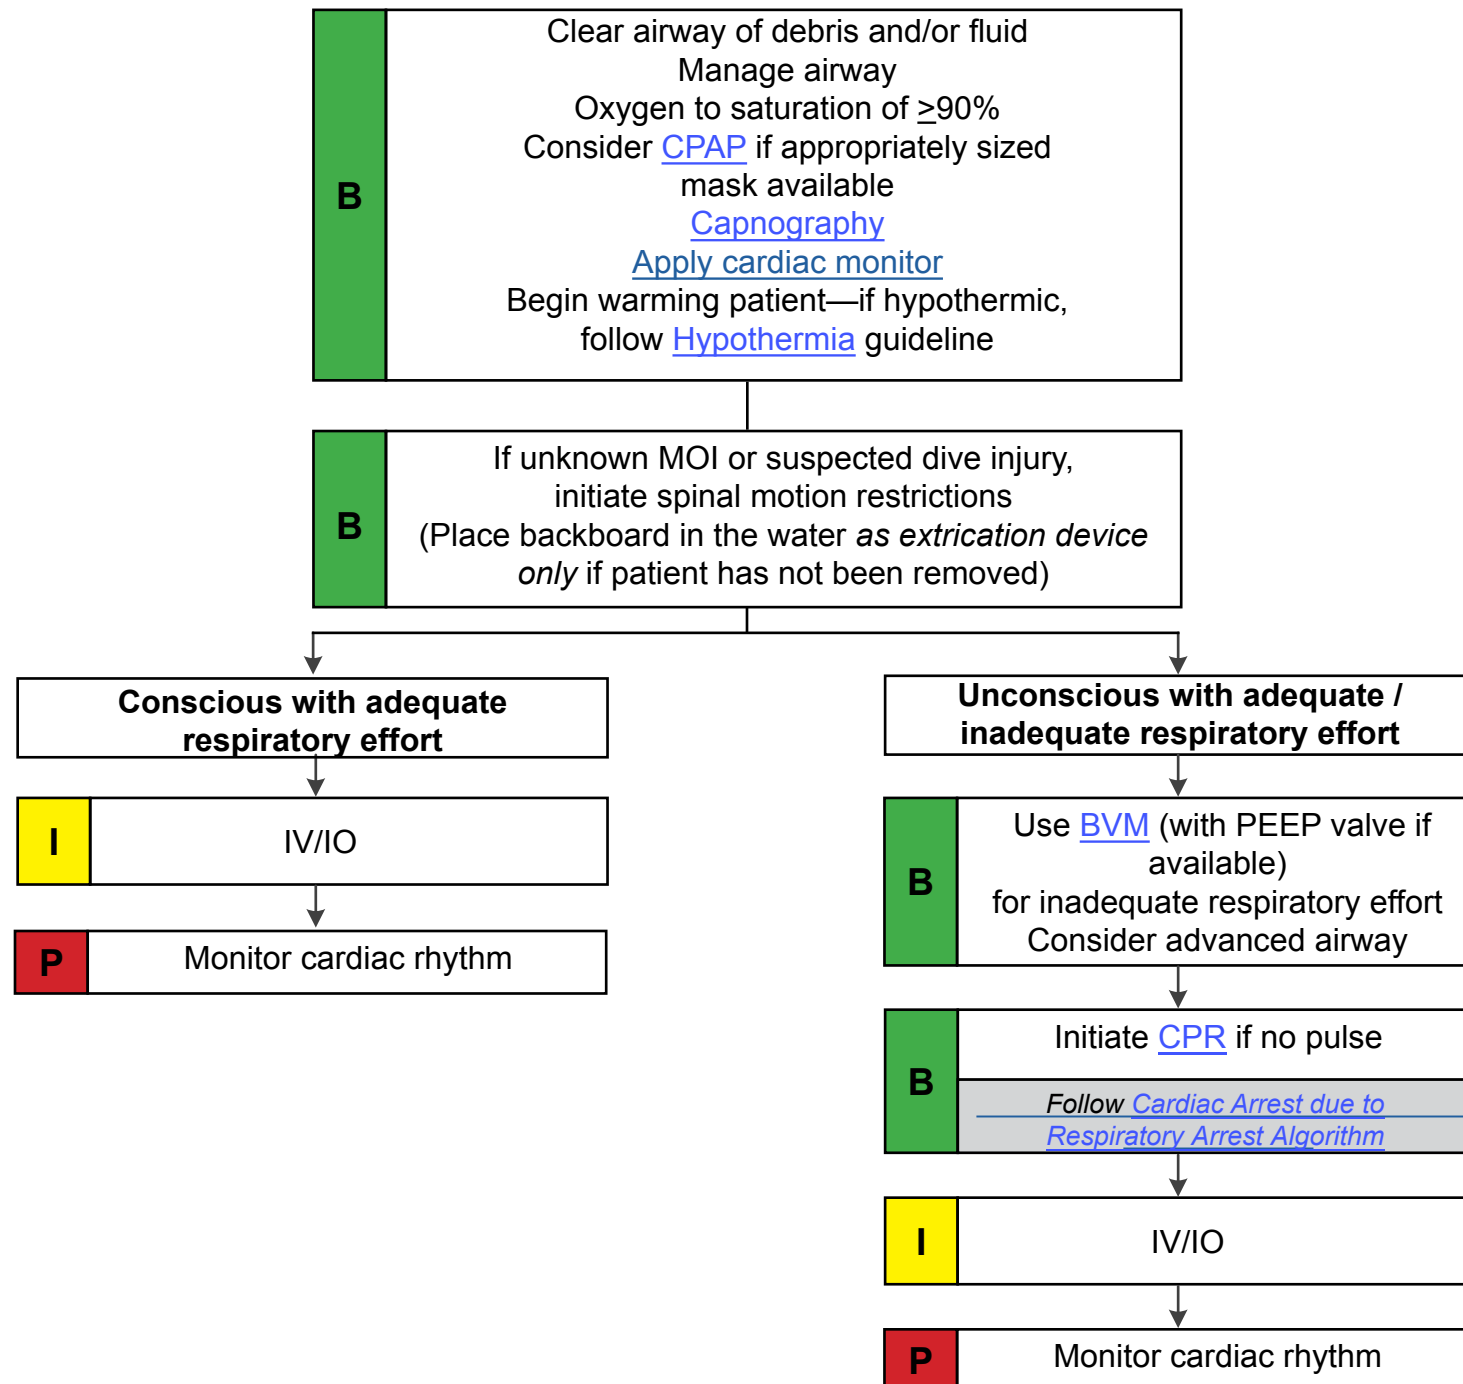 B
Clear airway of debris and/or fluid
Manage airway
Oxygen to saturation of ≥90%
Consider CPAP if appropriately sized
mask available
Capnography
Apply cardiac monitor
Begin warming patient—if hypothermic,
follow Hypothermia guideline
B
If unknown MOI or suspected dive injury,
initiate spinal motion restrictions
(Place backboard in the water as extrication device
only if patient has not been removed)
Conscious with adequate
respiratory effort
I
IV/IO
P
Monitor cardiac rhythm
Unconscious with adequate /
inadequate respiratory effort
B
Use BVM (with PEEP valve if
available)
for inadequate respiratory effort
Consider advanced airway
B
Initiate CPR if no pulse
Follow Cardiac Arrest due to
Respiratory Arrest Algorithm
I
IV/IO
P
Monitor cardiac rhythm